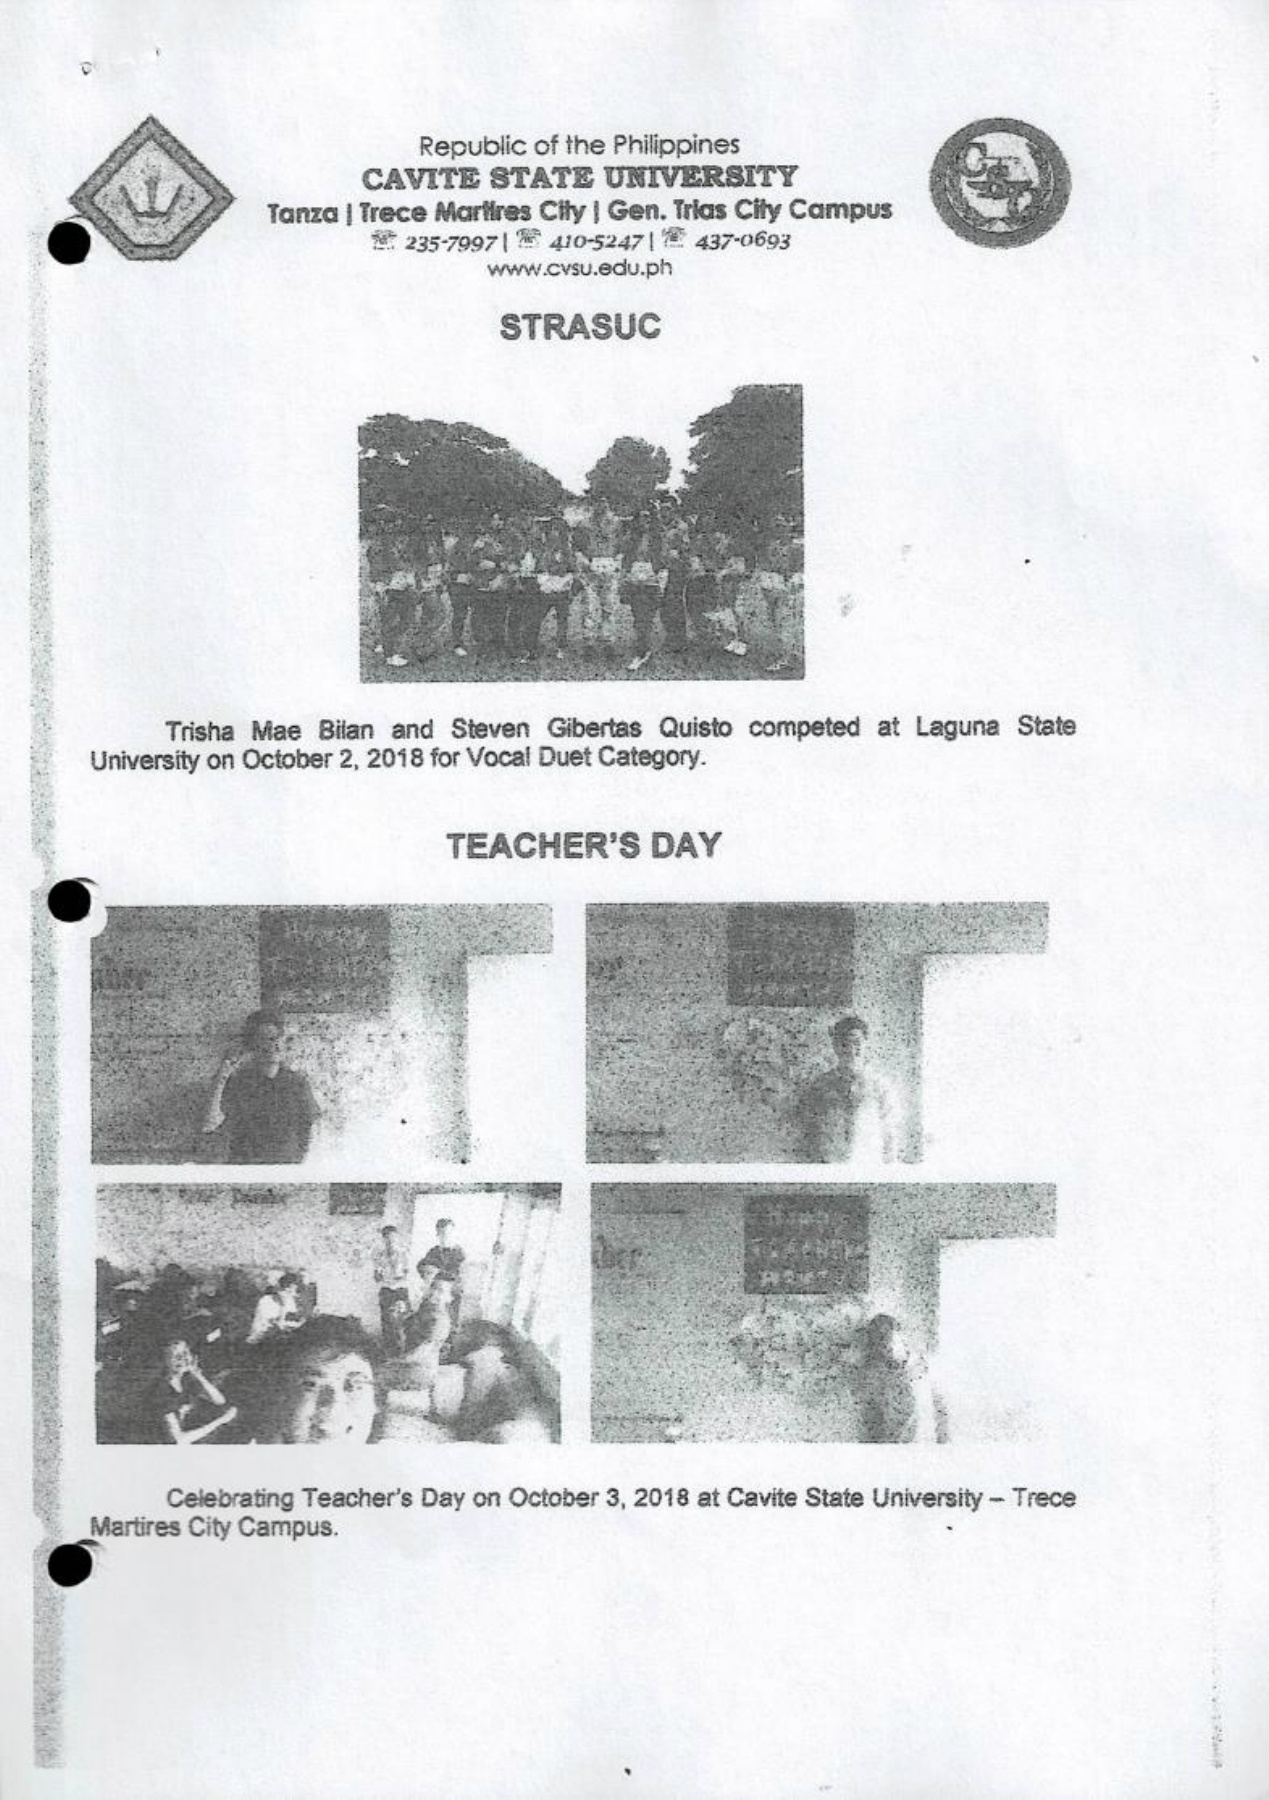 Republic of the Philippines
CAVITE STATE UNIVERSITY
Tanza | Trece Martires City | Gen. Trias City Campus
☏ 235-7997 | ☏ 410-5247 | ☏ 437-0693
www.cvsu.edu.ph
STRASUC
Trisha Mae Bilan and Steven Gibertas Quisto competed at Laguna State
University on October 2, 2018 for Vocal Duet Category.
TEACHER'S DAY
Celebrating Teacher's Day on October 3, 2018 at Cavite State University – Trece
Martires City Campus.